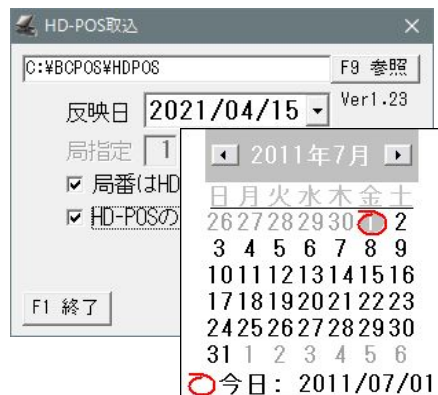 HD-POS取込
C:¥BCPOS¥HDPOS
F9 参照
反映日 2021/04/15
Ver1.23
局指定 1
局番はHD
HD-POSの
F1 終了
2011年7月
日 月 火 水 木 金 土
26 27 28 29 30 1 2
3 4 5 6 7 8 9
10 11 12 13 14 15 16
17 18 19 20 21 22 23
24 25 26 27 28 29 30
31 1 2 3 4 5 6
今日: 2011/07/01